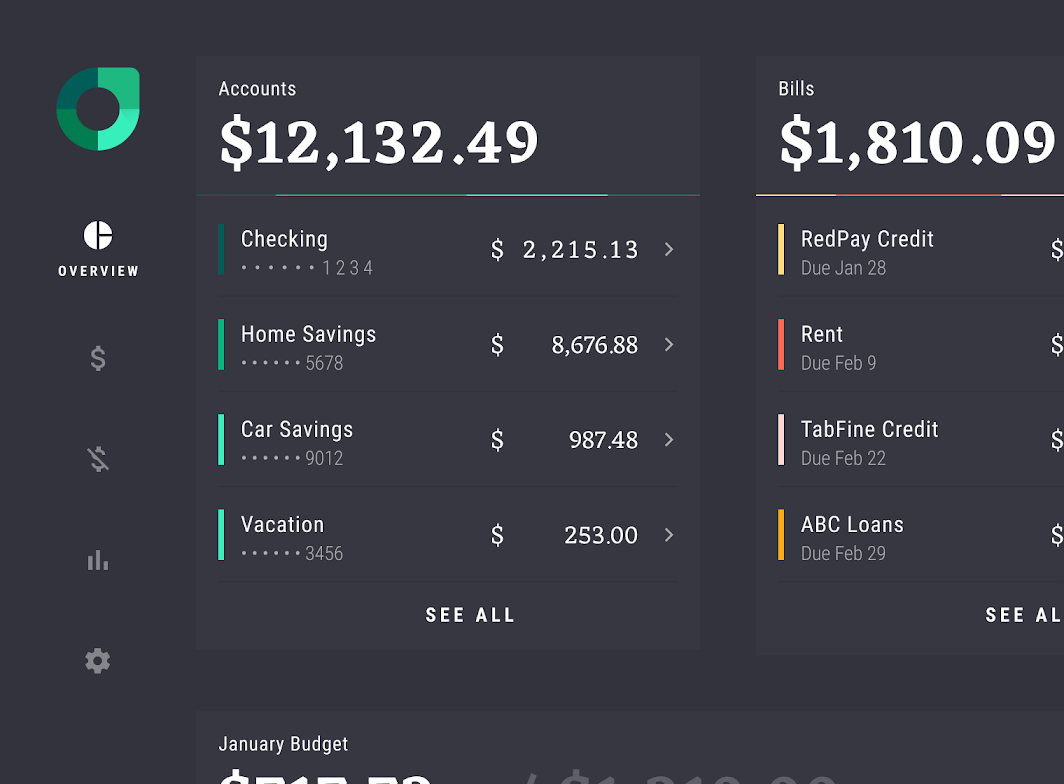 Accounts
$12,132.49
Checking
$ 2,215.13
• • • • • • 1234
Home Savings
$ 8,676.88
• • • • • • 5678
Car Savings
$ 987.48
• • • • • • 9012
Vacation
$ 253.00
• • • • • • 3456
SEE ALL
Bills
$1,810.09
RedPay Credit
$
Due Jan 28
Rent
$
Due Feb 9
TabFine Credit
$
Due Feb 22
ABC Loans
$
Due Feb 29
SEE AL
OVERVIEW
January Budget